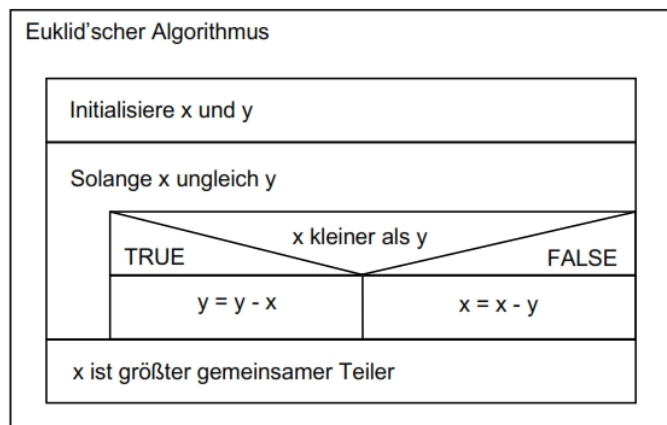 Euklid'scher Algorithmus
Initialisiere x und y
Solange x ungleich y
x kleiner als y
TRUE
FALSE
y = y - x
x = x - y
x ist größter gemeinsamer Teiler